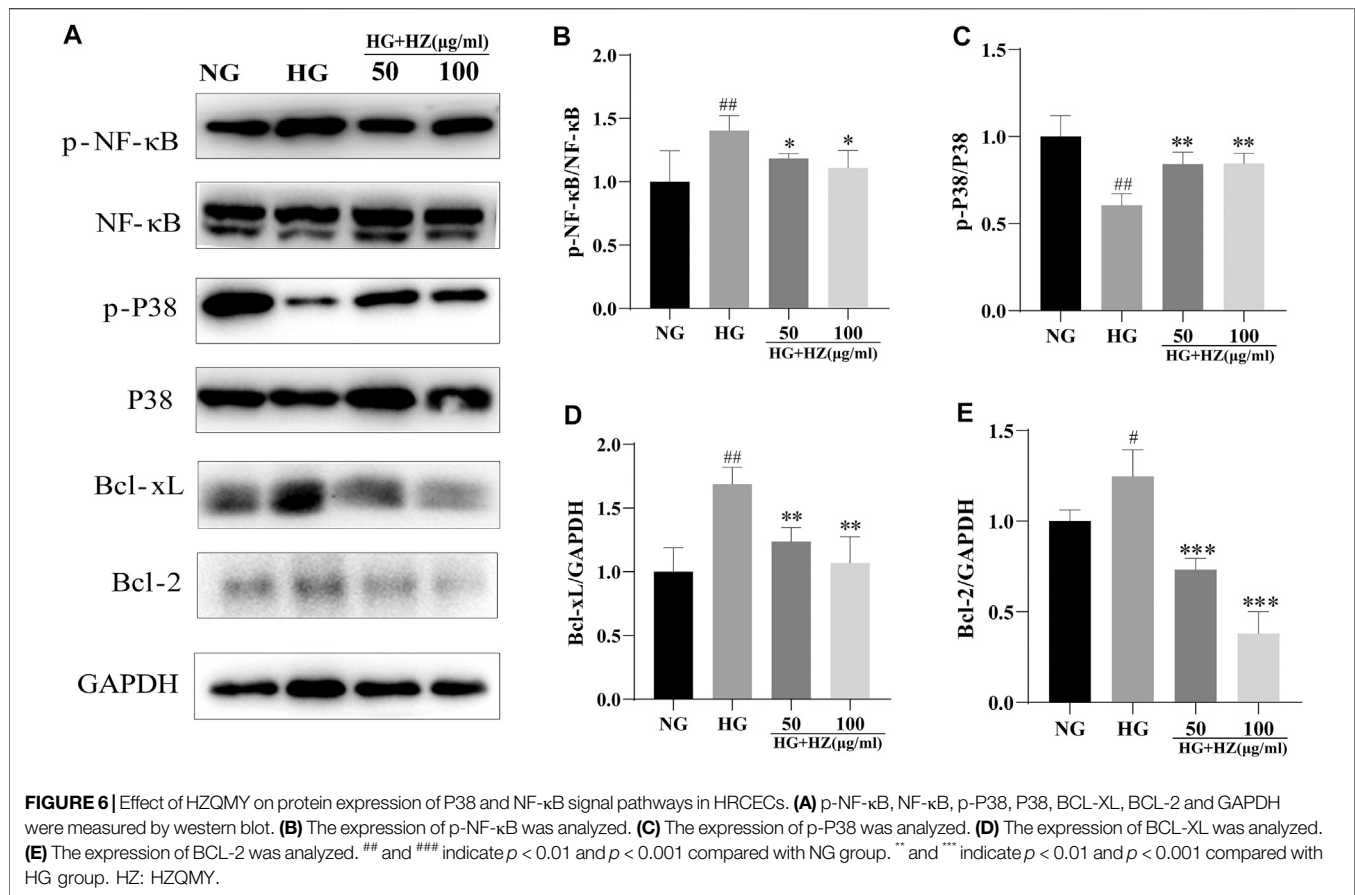 A
HG+HZ(μg/ml)
NG HG 50 100
p-NF-κB
NF-κB
p-P38
P38
Bcl-xL
Bcl-2
GAPDH
B
p-NF-κB/NF-κB
2.0
1.5
1.0
0.5
0.0
##
*
*
NG HG 50 100
HG+HZ(μg/ml)
C
p-P38/P38
1.5
1.0
0.5
0.0
##
**
**
NG HG 50 100
HG+HZ(μg/ml)
D
Bcl-xL/GAPDH
2.0
1.5
1.0
0.5
0.0
##
**
**
NG HG 50 100
HG+HZ(μg/ml)
E
Bcl-2/GAPDH
1.5
1.0
0.5
0.0
#
***
***
NG HG 50 100
HG+HZ(μg/ml)
FIGURE 6 | Effect of HZQMY on protein expression of P38 and NF-κB signal pathways in HRCECs. (A) p-NF-κB, NF-κB, p-P38, P38, BCL-XL, BCL-2 and GAPDH
were measured by western blot. (B) The expression of p-NF-κB was analyzed. (C) The expression of p-P38 was analyzed. (D) The expression of BCL-XL was analyzed.
(E) The expression of BCL-2 was analyzed. ## and ### indicate p < 0.01 and p < 0.001 compared with NG group. ** and *** indicate p < 0.01 and p < 0.001 compared with
HG group. HZ: HZQMY.